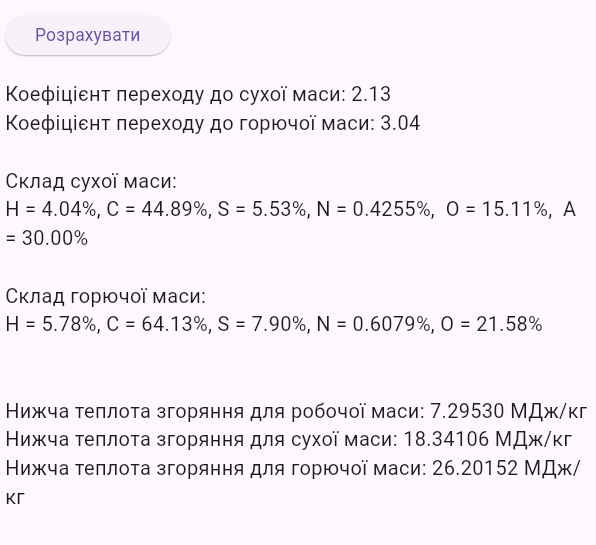 Розрахувати
Коефіцієнт переходу до сухої маси: 2.13
Коефіцієнт переходу до горючої маси: 3.04
Склад сухої маси:
H = 4.04%, C = 44.89%, S = 5.53%, N = 0.4255%,  O = 15.11%,  A
= 30.00%
Склад горючої маси:
H = 5.78%, C = 64.13%, S = 7.90%, N = 0.6079%, O = 21.58%
Нижча теплота згоряння для робочої маси: 7.29530 МДж/кг
Нижча теплота згоряння для сухої маси: 18.34106 МДж/кг
Нижча теплота згоряння для горючої маси: 26.20152 МДж/
кг